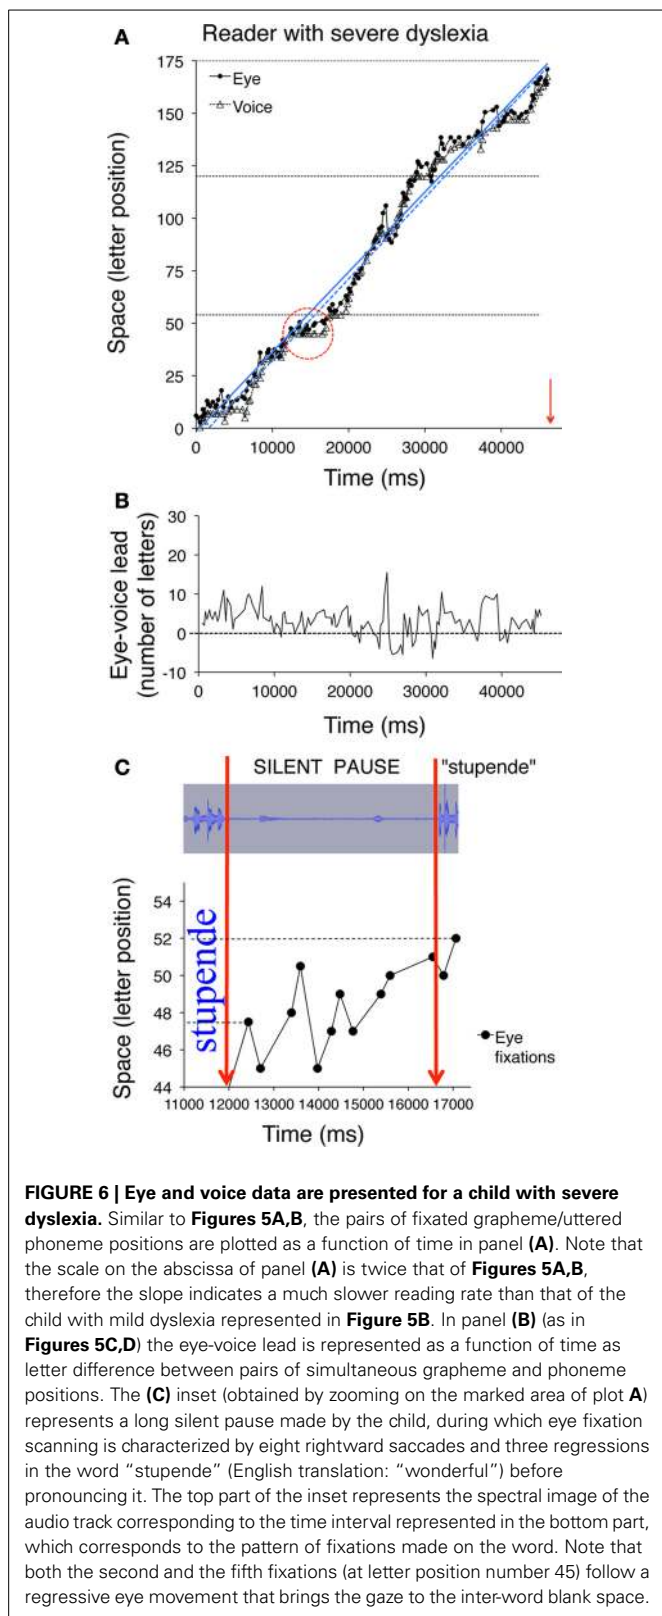 A
Reader with severe dyslexia
175
150
125
100
75
50
25
0
Space (letter position)
Eye
Voice
0 10000 20000 30000 40000
Time (ms)
B
30
20
10
0
-10
Eye-voice lead
(number of letters)
0 10000 20000 30000 40000
Time (ms)
C
SILENT PAUSE "stupende"
54
52
50
48
46
44
Space (letter position)
stupende
Eye
fixations
11000 12000 13000 14000 15000 16000 17000
Time (ms)
FIGURE 6 | Eye and voice data are presented for a child with severe
dyslexia. Similar to Figures 5A,B, the pairs of fixated grapheme/uttered
phoneme positions are plotted as a function of time in panel (A). Note that
the scale on the abscissa of panel (A) is twice that of Figures 5A,B,
therefore the slope indicates a much slower reading rate than that of the
child with mild dyslexia represented in Figure 5B. In panel (B) (as in
Figures 5C,D) the eye-voice lead is represented as a function of time as
letter difference between pairs of simultaneous grapheme and phoneme
positions. The (C) inset (obtained by zooming on the marked area of plot A)
represents a long silent pause made by the child, during which eye fixation
scanning is characterized by eight rightward saccades and three regressions
in the word "stupende" (English translation: "wonderful") before
pronouncing it. The top part of the inset represents the spectral image of the
audio track corresponding to the time interval represented in the bottom part,
which corresponds to the pattern of fixations made on the word. Note that
both the second and the fifth fixations (at letter position number 45) follow a
regressive eye movement that brings the gaze to the inter-word blank space.